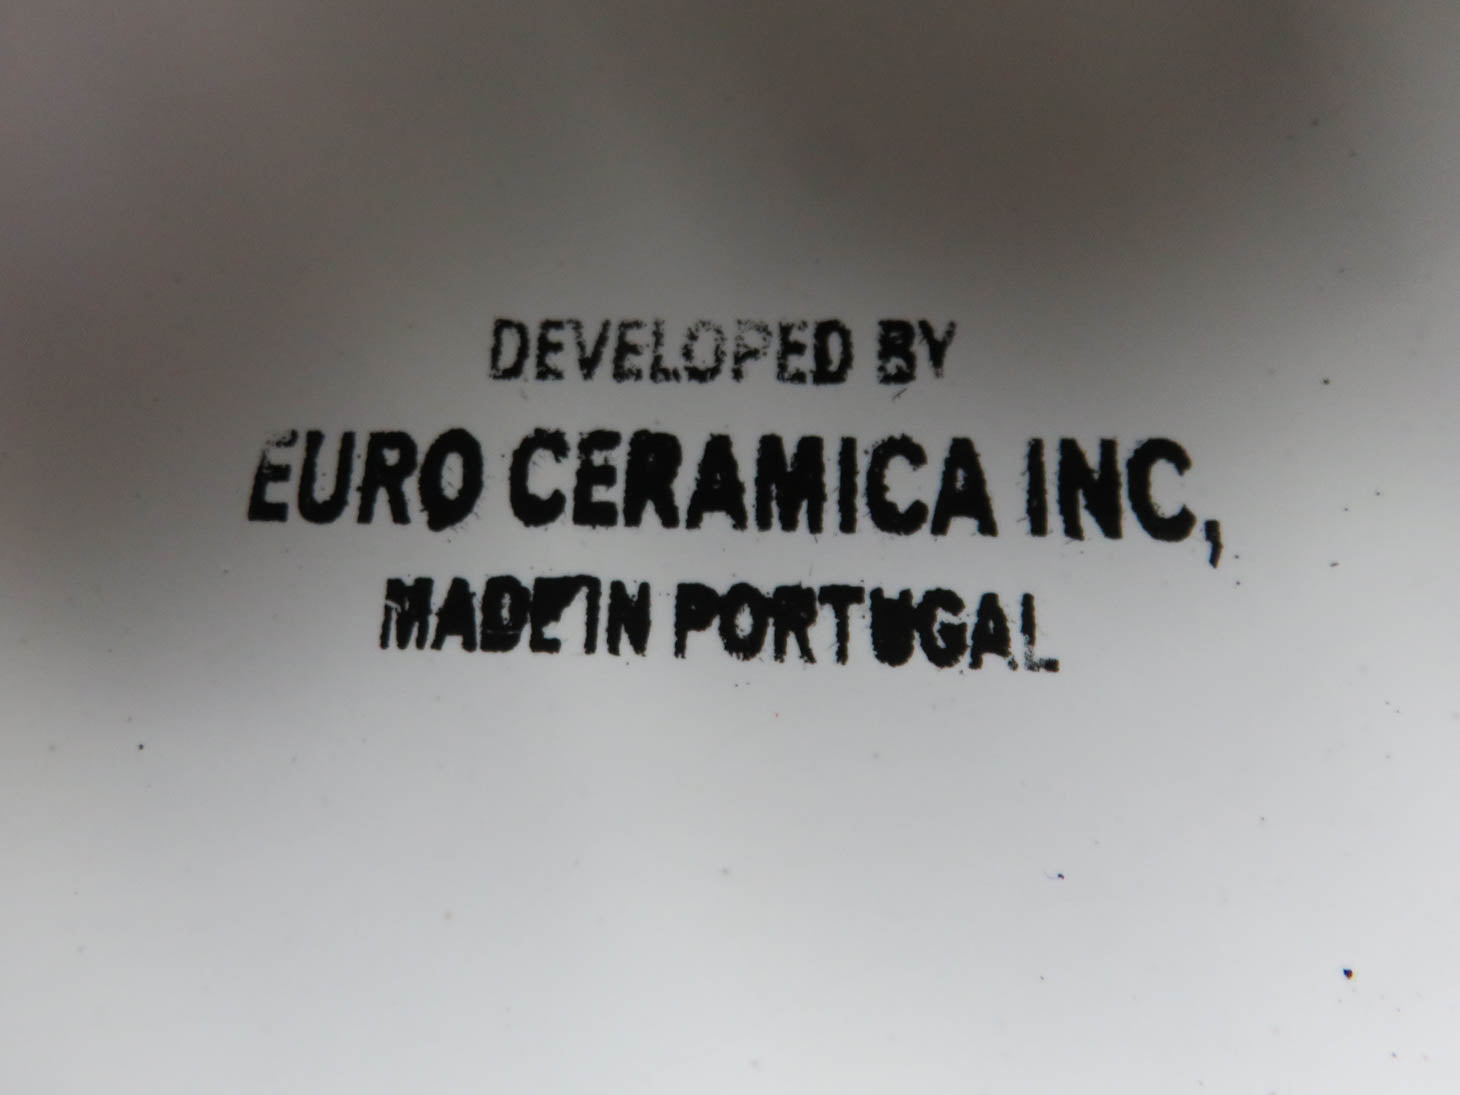 DEVELOPED BY
EURO CERAMICA INC,
MADE IN PORTUGAL